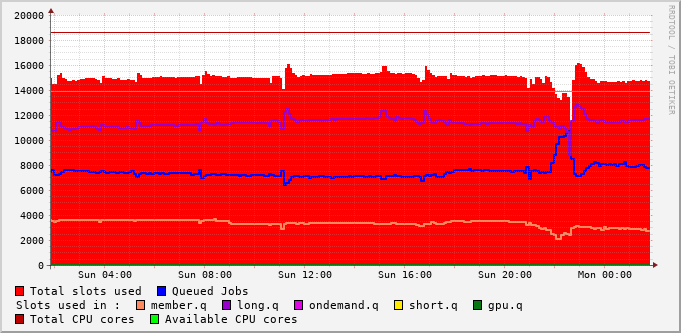 20000
18000
16000
14000
12000
10000
8000
6000
4000
2000
0
Sun 04:00 Sun 08:00 Sun 12:00 Sun 16:00 Sun 20:00 Mon 00:00
RRDTOOL / TOBI OETIKER
Total slots used Queued Jobs
Slots used in : member.q long.q ondemand.q short.q gpu.q
Total CPU cores Available CPU cores